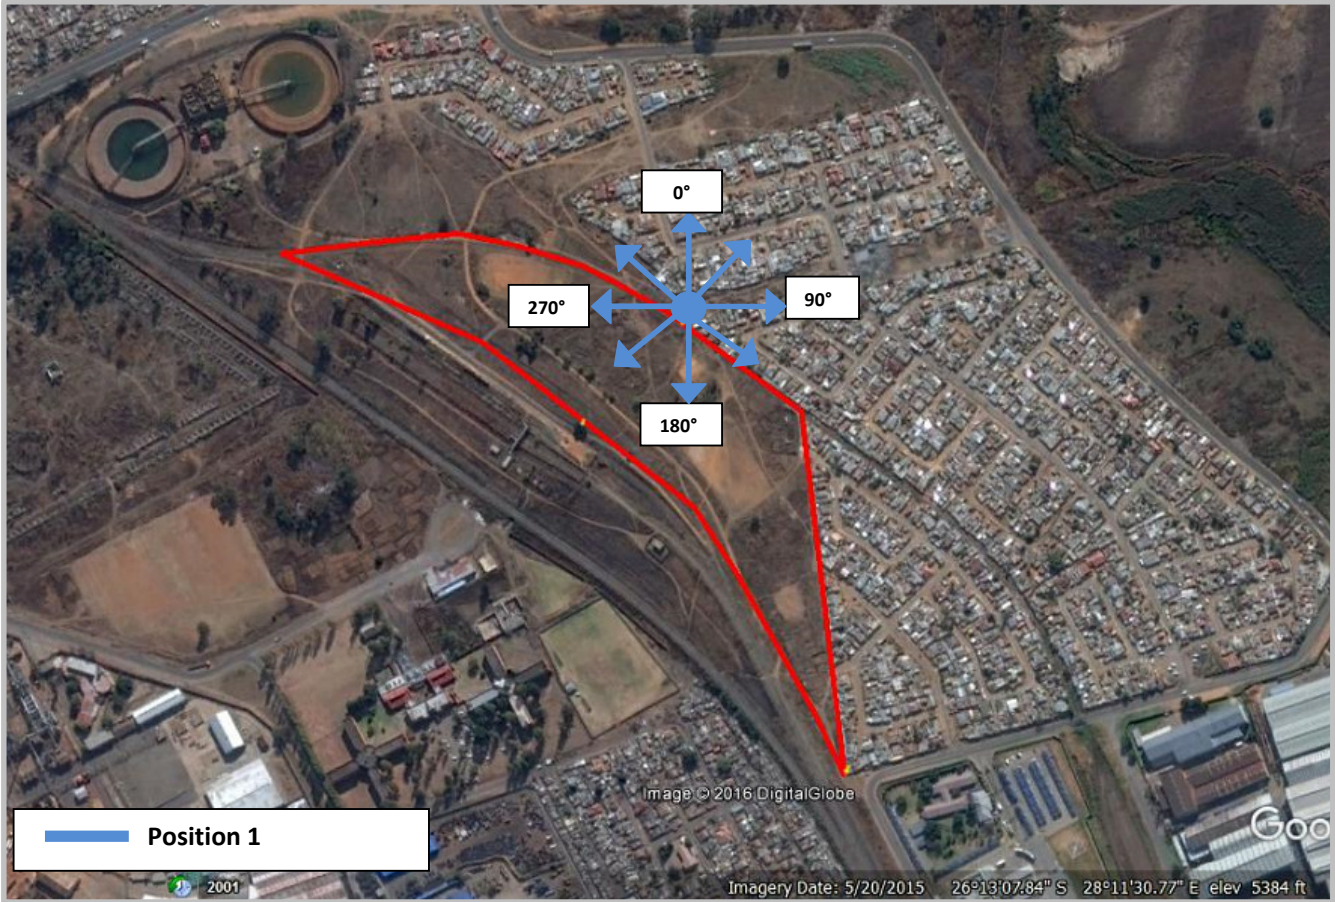 0°
270°
90°
180°
Image © 2016 DigitalGlobe
Position 1
Goo
2001
Imagery Date: 5/20/2015 26°13'07.84" S 28°11'30.77" E elev 5384 ft